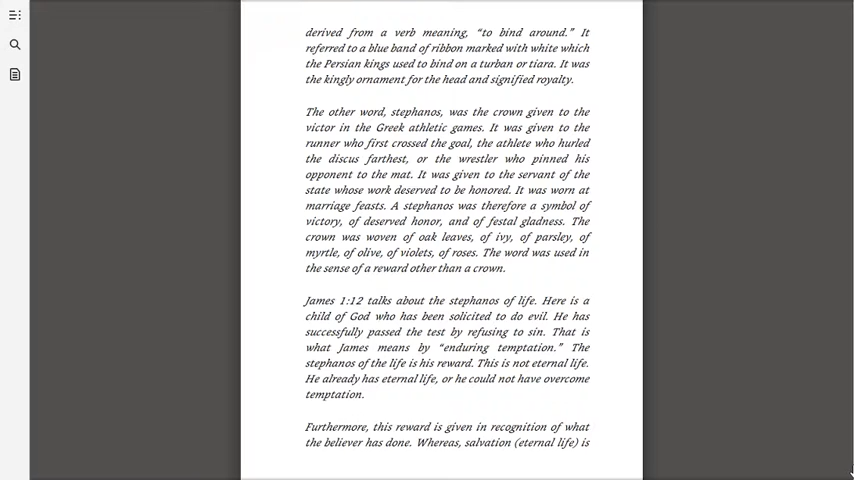 derived from a verb meaning, “to bind around.” It
referred to a blue band of ribbon marked with white which
the Persian kings used to bind on a turban or tiara. It was
the kingly ornament for the head and signified royalty.
The other word, stephanos, was the crown given to the
victor in the Greek athletic games. It was given to the
runner who first crossed the goal, the athlete who hurled
the discus farthest, or the wrestler who pinned his
opponent to the mat. It was given to the servant of the
state whose work deserved to be honored. It was worn at
marriage feasts. A stephanos was therefore a symbol of
victory, of deserved honor, and of festal gladness. The
crown was woven of oak leaves, of ivy, of parsley, of
myrtle, of olive, of violets, of roses. The word was used in
the sense of a reward other than a crown.
James 1:12 talks about the stephanos of life. Here is a
child of God who has been solicited to do evil. He has
successfully passed the test by refusing to sin. That is
what James means by “enduring temptation.” The
stephanos of the life is his reward. This is not eternal life.
He already has eternal life, or he could not have overcome
temptation.
Furthermore, this reward is given in recognition of what
the believer has done. Whereas, salvation (eternal life) is